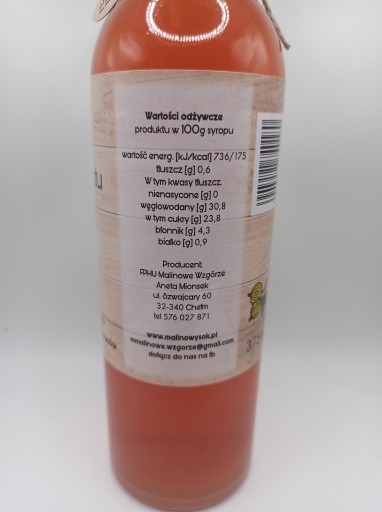 Wartości odżywcze
produktu w 100g syropu
wartość energ. [kJ/kcal] 736/175
tłuszcz [g] 0,6
W tym kwasy tłuszcz.
nienasycone [g] 0
węglowodany [g] 30,8
w tym cukry [g] 23,8
błonnik [g] 4,3
białko [g] 0,9
Producent
FPHU Malinowe Wzgórze
Aneta Mionsek
ul. Szwajcary 60
32-340 Chełm
tel 576 027 871
www.malinowysok.pl
e.malinowe.wzgorze@gmail.com
dołącz do nas na fb